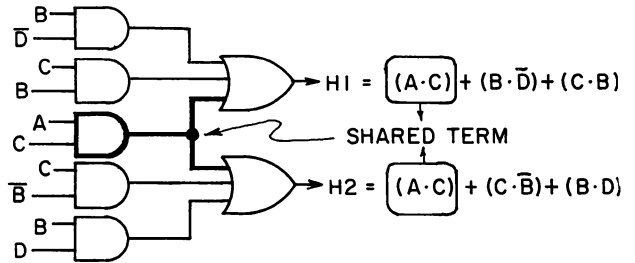 B
D̅
C
B
A
C
C
B̅
B
D
H1 = (A·C) + (B·D̅) + (C·B)
SHARED TERM
H2 = (A·C) + (C·B̅) + (B·D)